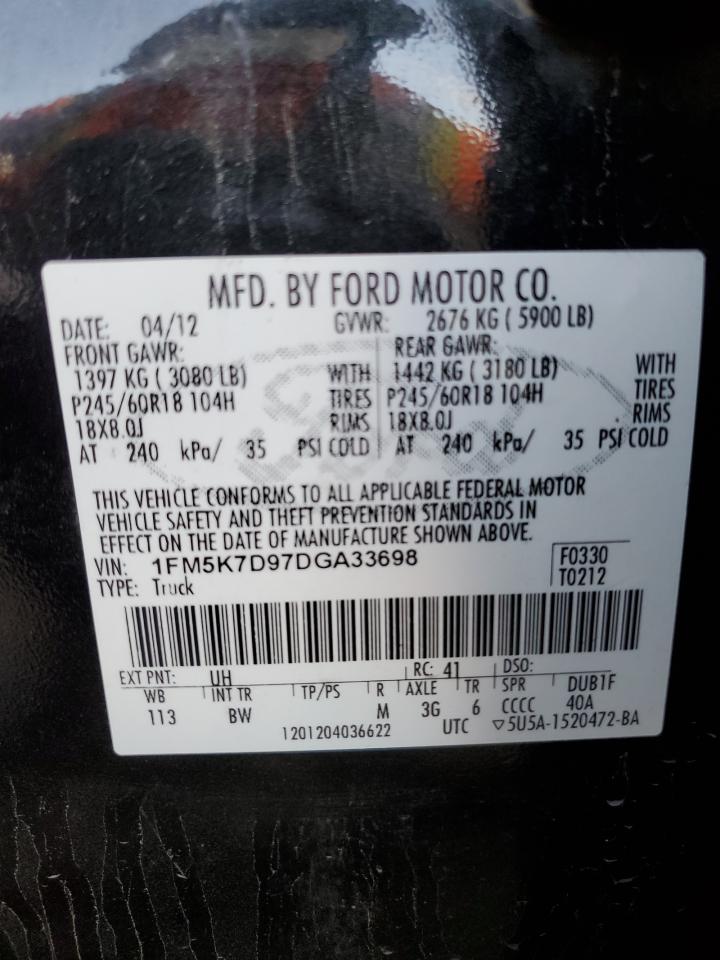 MFD. BY FORD MOTOR CO.
DATE: 04/12 GVWR: 2676 KG ( 5900 LB)
FRONT GAWR: REAR GAWR:
1397 KG ( 3080 LB) WITH 1442 KG ( 3180 LB) WITH
P245/60R18 104H TIRES P245/60R18 104H TIRES
18X8.0J RIMS 18X8.0J RIMS
AT 240 kPa/ 35 PSI COLD AT 240 kPa/ 35 PSI COLD
THIS VEHICLE CONFORMS TO ALL APPLICABLE FEDERAL MOTOR
VEHICLE SAFETY AND THEFT PREVENTION STANDARDS IN
EFFECT ON THE DATE OF MANUFACTURE SHOWN ABOVE.
VIN: 1FM5K7D97DGA33698 F0330
TYPE: Truck T0212
EXT PNT: UH RC: 41 DSO:
WB INT TR TP/PS R AXLE TR SPR DUB1F
113 BW M 3G 6 CCCC 40A
1201204036622 UTC ▽5U5A-1520472-BA